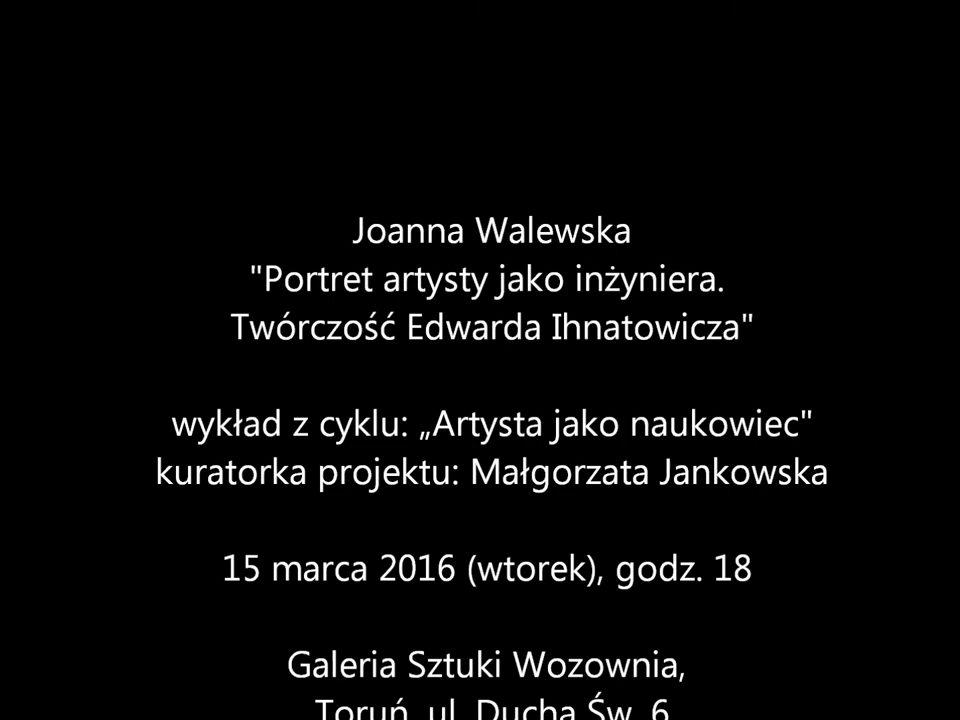 Joanna Walewska
"Portret artysty jako inżyniera.
Twórczość Edwarda Ihnatowicza"
wykład z cyklu: „Artysta jako naukowiec"
kuratorka projektu: Małgorzata Jankowska
15 marca 2016 (wtorek), godz. 18
Galeria Sztuki Wozownia,
Toruń, ul. Ducha Św. 6